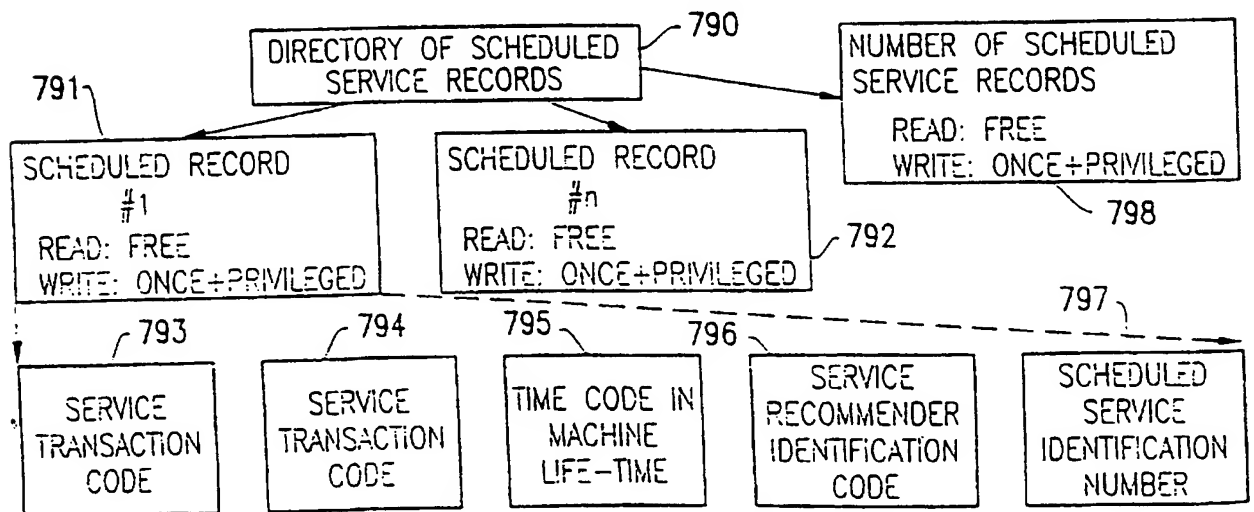 790
DIRECTORY OF SCHEDULED
SERVICE RECORDS
NUMBER OF SCHEDULED
SERVICE RECORDS
READ: FREE
WRITE: ONCE+PRIVILEGED
798
791
SCHEDULED RECORD
#1
READ: FREE
WRITE: ONCE+PRIVILEGED
SCHEDULED RECORD
#n
READ: FREE
WRITE: ONCE+PRIVILEGED
792
793
794
795
796
797
SERVICE
TRANSACTION
CODE
SERVICE
TRANSACTION
CODE
TIME CODE IN
MACHINE
LIFE-TIME
SERVICE
RECOMMENDER
IDENTIFICATION
CODE
SCHEDULED
SERVICE
IDENTIFICATION
NUMBER